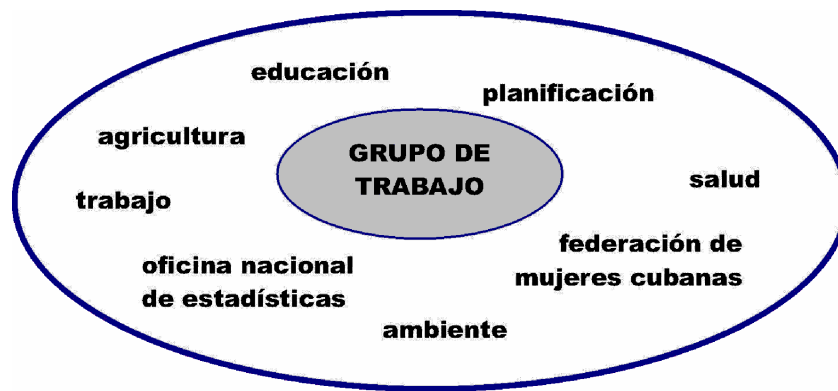 educación
planificación
agricultura
GRUPO DE
TRABAJO
salud
trabajo
federación de
mujeres cubanas
oficina nacional
de estadísticas
ambiente